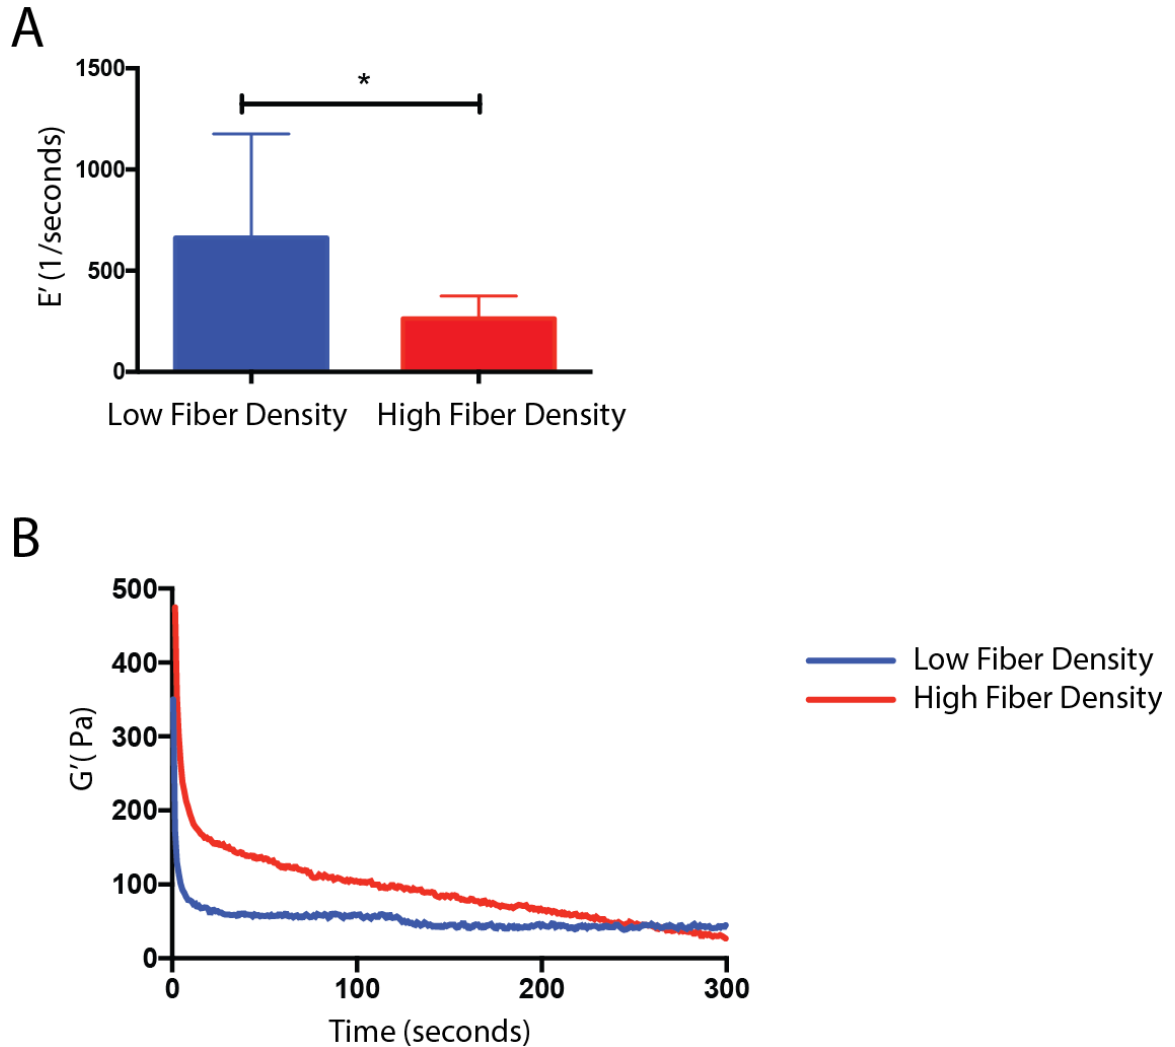 A
1500
1000
500
0
E’ (1/seconds)
*
Low Fiber Density
High Fiber Density
B
500
400
300
200
100
0
G’( Pa)
0
100
200
300
Time (seconds)
Low Fiber Density
High Fiber Density